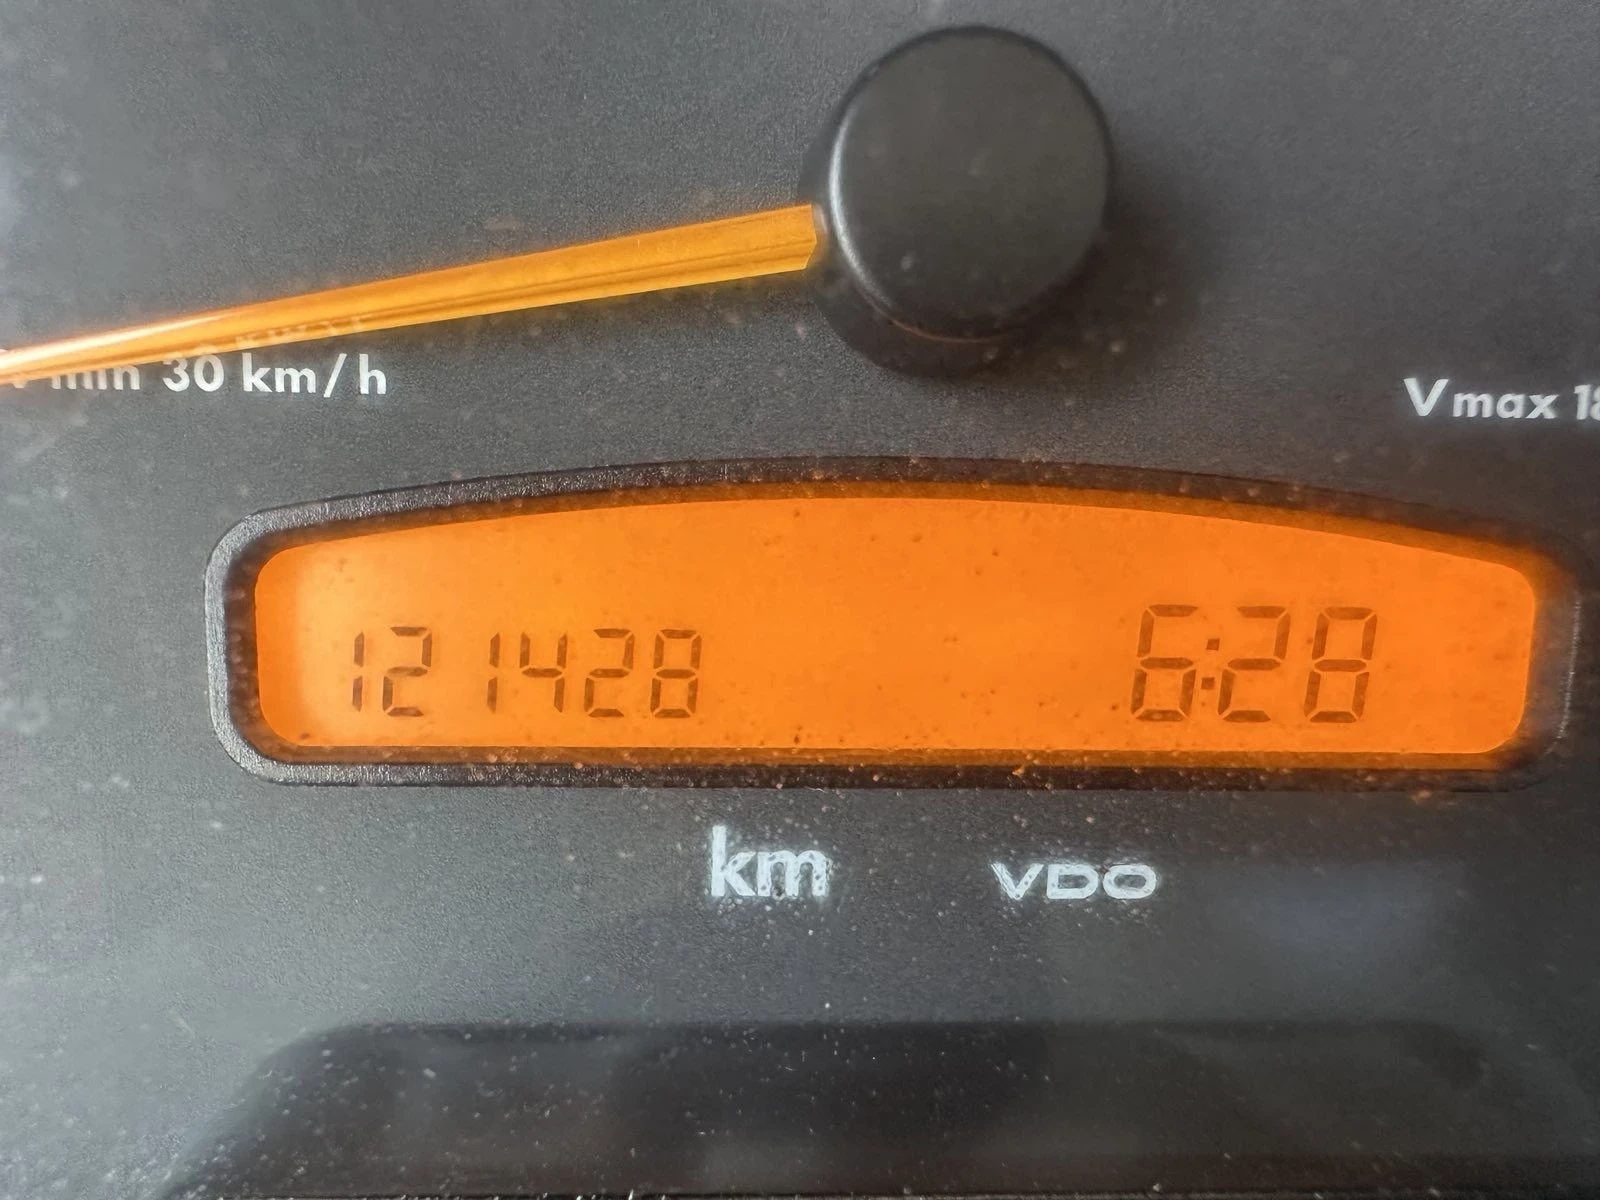 min 30 km/h
Vmax
121428 6:28
km VDO